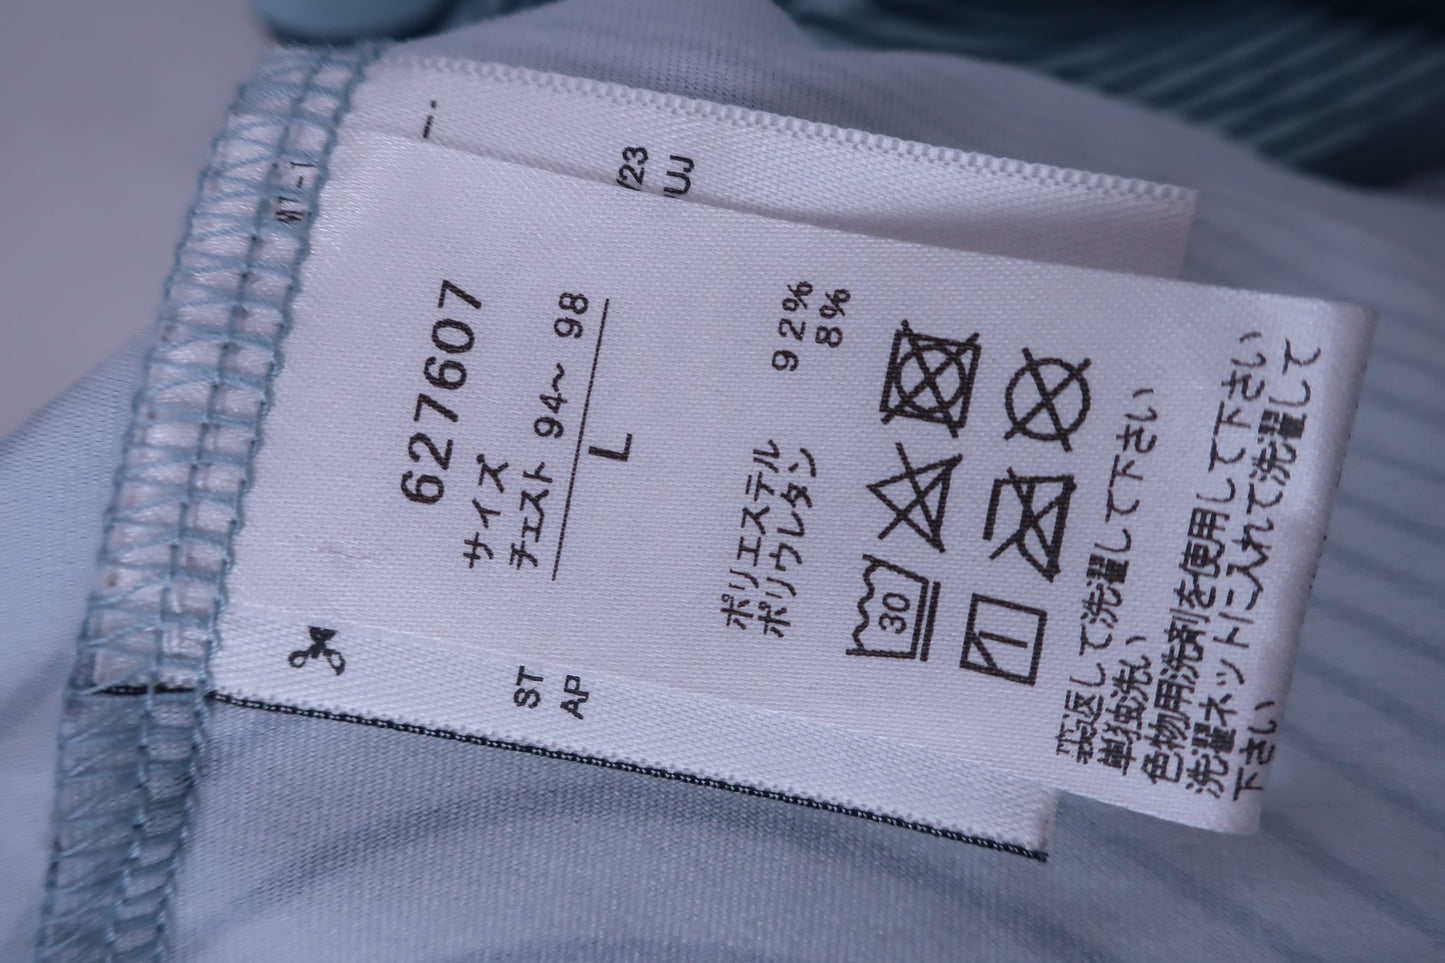 627607
サイズ
チェスト 94~ 98
L
ポリエステル 92%
ポリウレタン 8%
30
裏返して洗濯して下さい
単独洗い
色物用洗剤を使用して下さい
洗濯ネットに入れて洗濯して
下さい
ST
AP
/23
UJ